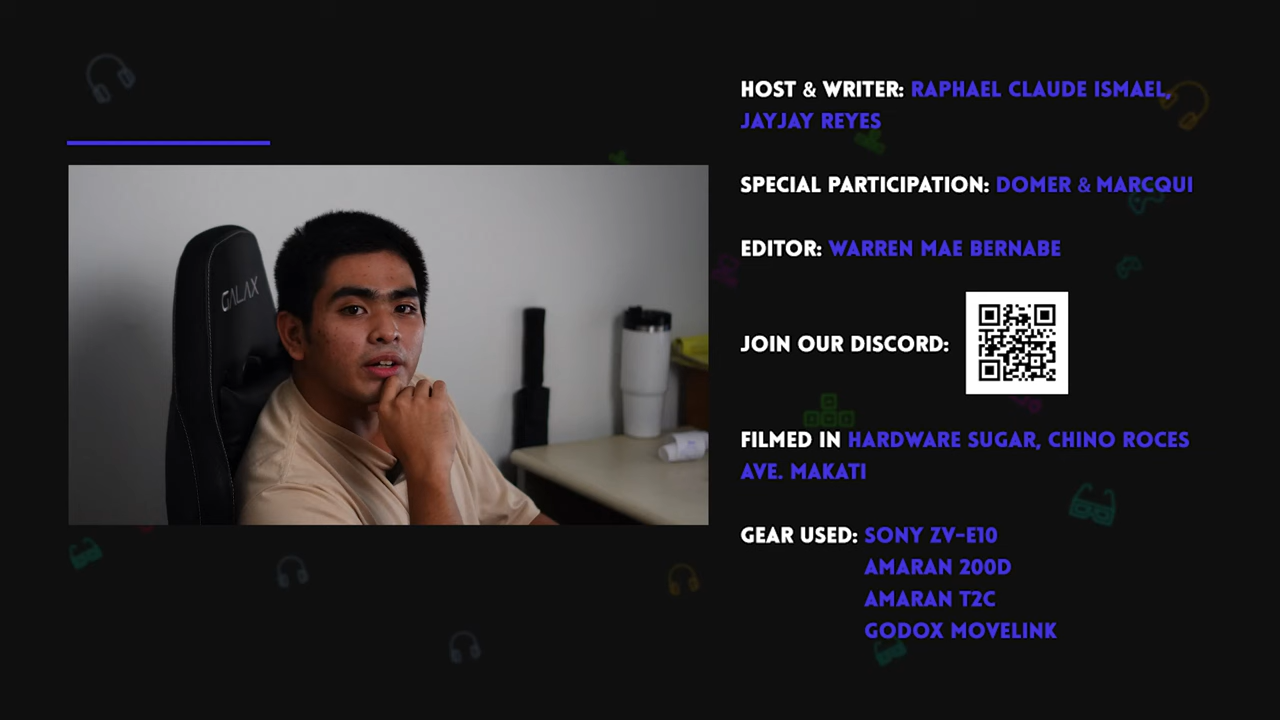 GALAX
HOST & WRITER: RAPHAEL CLAUDE ISMAEL,
JAYJAY REYES
SPECIAL PARTICIPATION: DOMER & MARCQUI
EDITOR: WARREN MAE BERNABE
JOIN OUR DISCORD:
FILMED IN HARDWARE SUGAR, CHINO ROCES
AVE. MAKATI
GEAR USED: SONY ZV-E10
AMARAN 200D
AMARAN T2C
GODOX MOVELINK